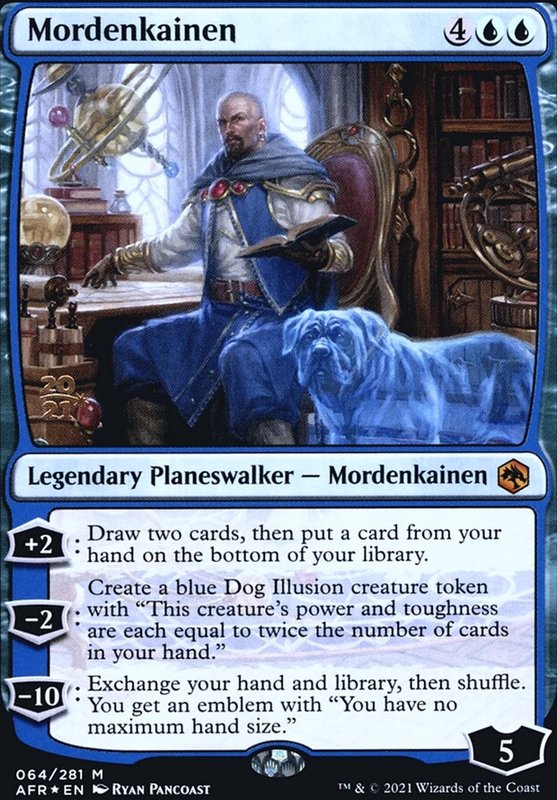 Mordenkainen 4
20
21
Legendary Planeswalker — Mordenkainen
+2 : Draw two cards, then put a card from your
hand on the bottom of your library.
−2 : Create a blue Dog Illusion creature token
with “This creature's power and toughness
are each equal to twice the number of cards
in your hand.”
−10 : Exchange your hand and library, then shuffle.
You get an emblem with “You have no
maximum hand size.”
5
064/281 M
AFR★EN Ryan Pancoast
™ & © 2021 Wizards of the Coast